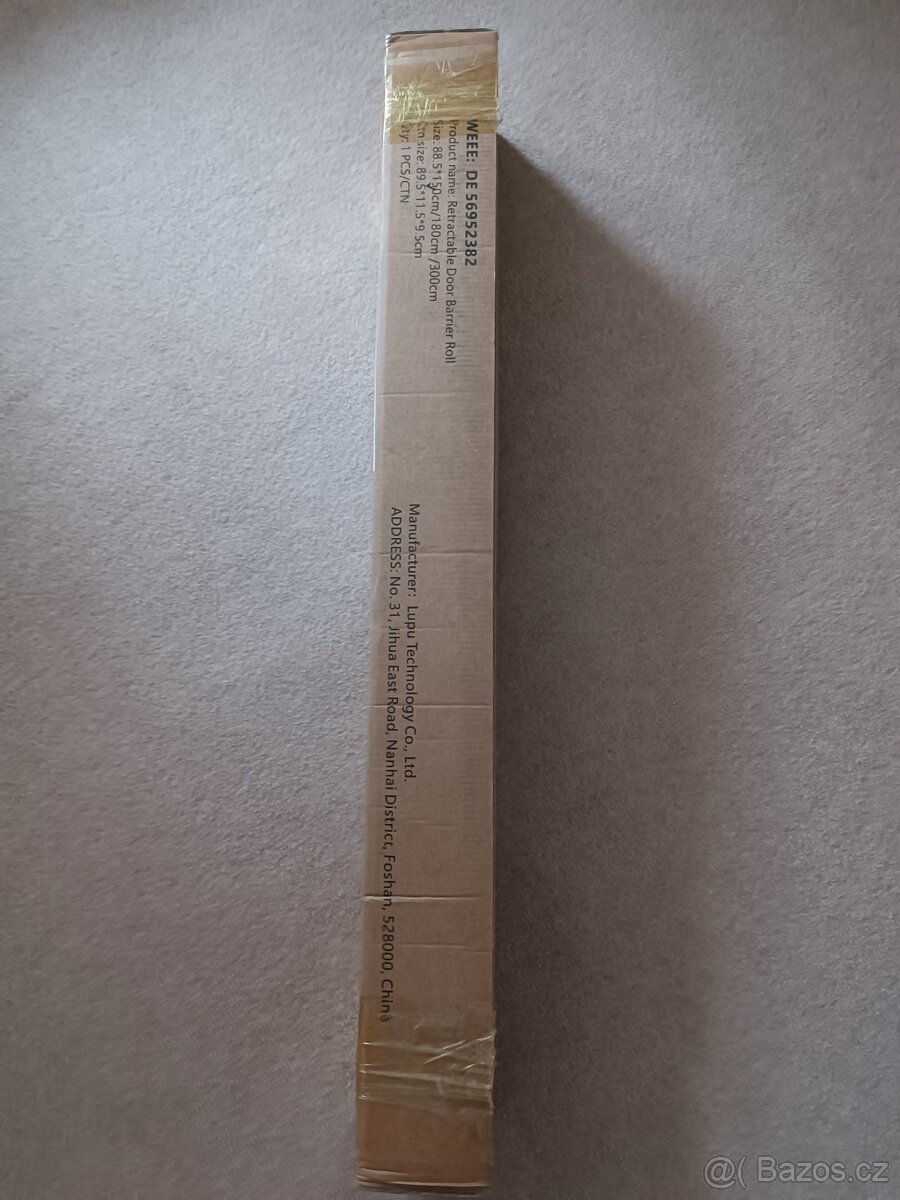 WEEE: DE 56952382
Product name: Retractable Door Barrier Roll
Size: 88.5*150cm/180cm /300cm
Ctn size: 89.5*11.5*9.5cm
Qty: 1 PCS/CTN
Manufacturer: Lupu Technology Co., Ltd.
ADDRESS: No. 31, Jihua East Road, Nanhai District, Foshan, 528000, China
@( Bazos.cz